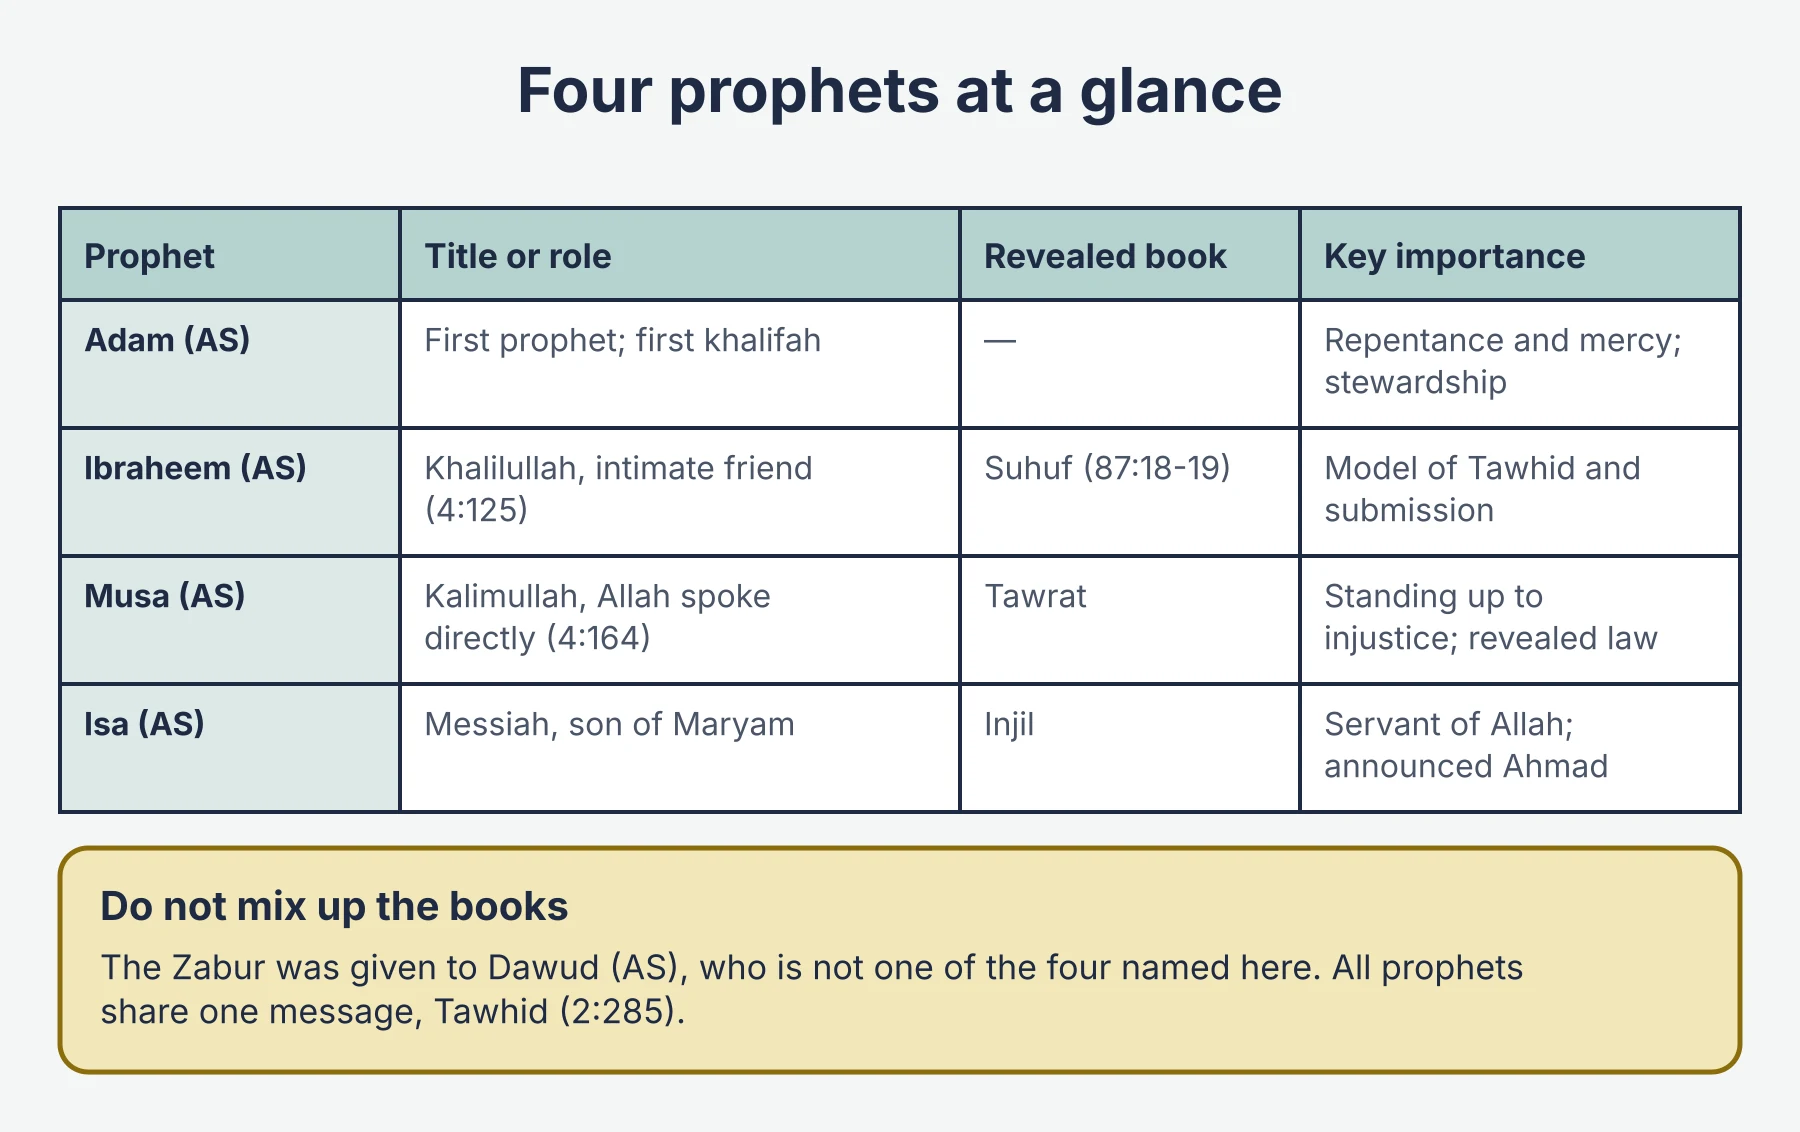 Four prophets at a glance
Prophet
Title or role
Revealed book
Key importance
Adam (AS)
First prophet; first khalifah
—
Repentance and mercy;
stewardship
Ibraheem (AS)
Khalilullah, intimate friend
(4:125)
Suhuf (87:18-19)
Model of Tawhid and
submission
Musa (AS)
Kalimullah, Allah spoke
directly (4:164)
Tawrat
Standing up to
injustice; revealed law
Isa (AS)
Messiah, son of Maryam
Injil
Servant of Allah;
announced Ahmad
Do not mix up the books
The Zabur was given to Dawud (AS), who is not one of the four named here. All prophets
share one message, Tawhid (2:285).